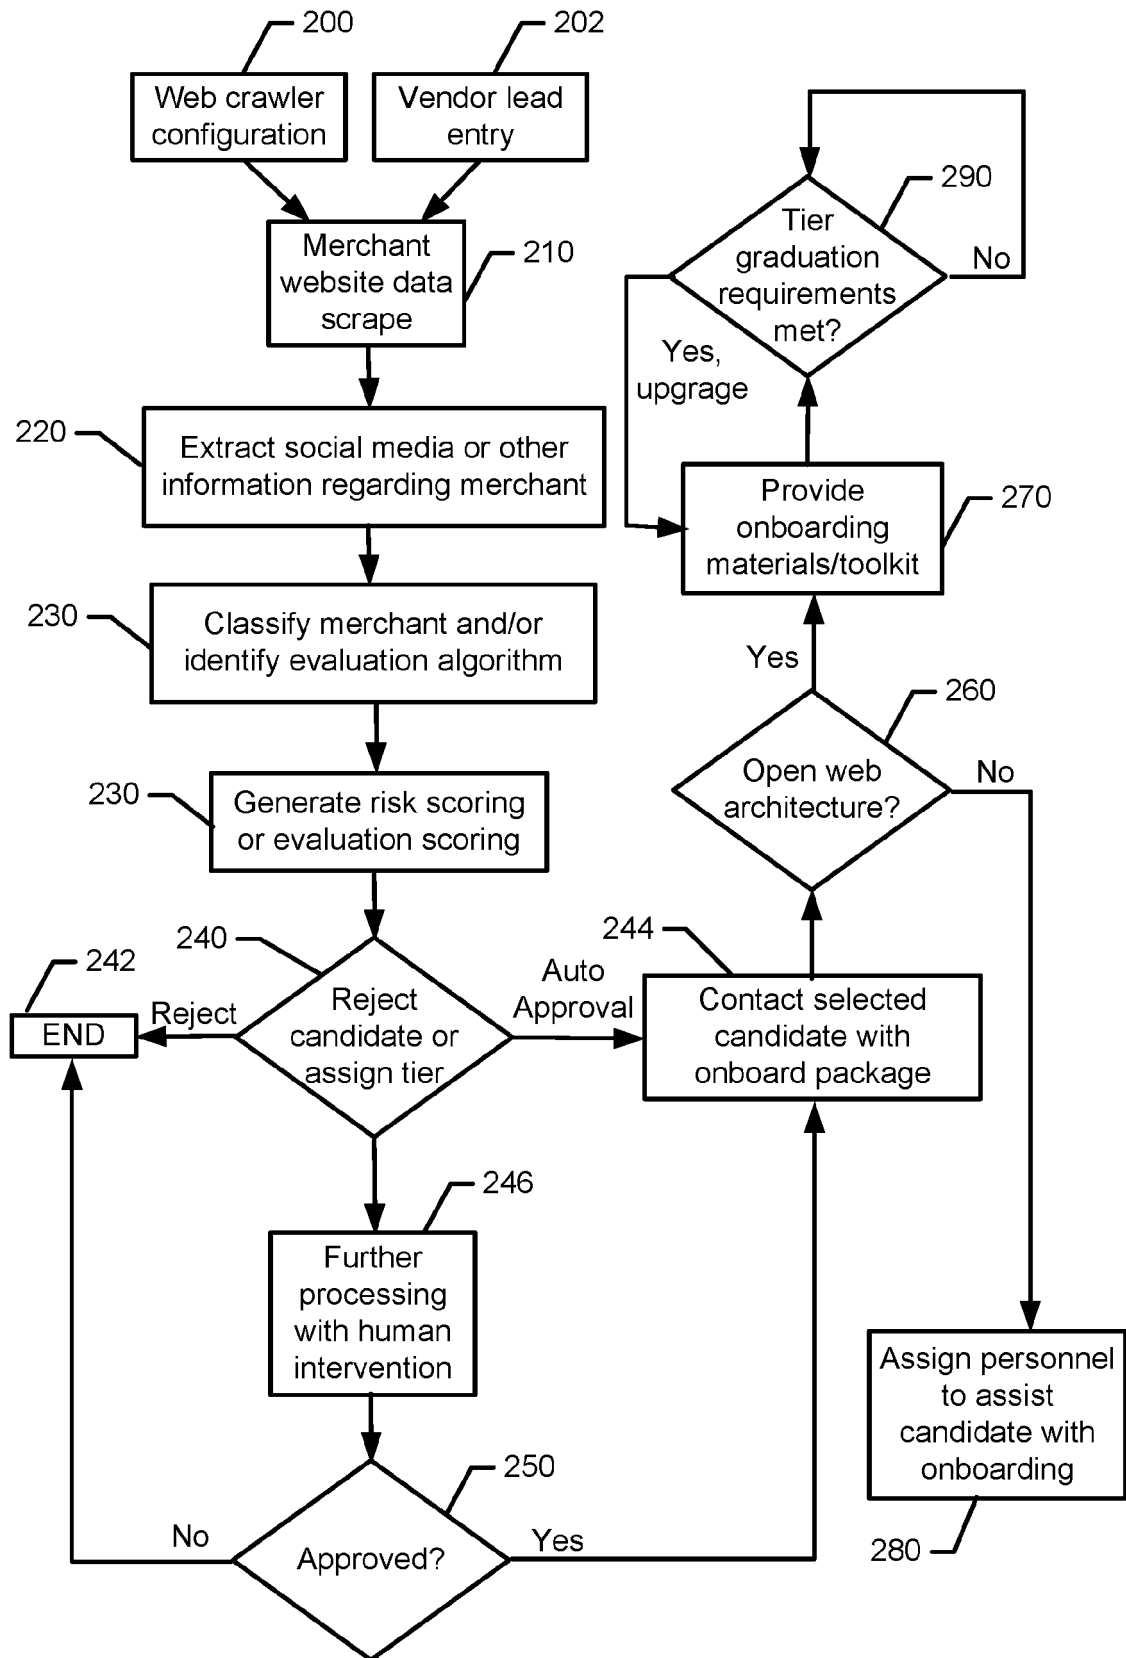 200
202
Web crawler
configuration
Vendor lead
entry
Merchant
website data
scrape
210
220
Extract social media or other
information regarding merchant
230
Classify merchant and/or
identify evaluation algorithm
230
Generate risk scoring
or evaluation scoring
240
242
END
Reject
Reject
candidate or
assign tier
Auto
Approval
244
Contact selected
candidate with
onboard package
246
Further
processing
with human
intervention
250
Approved?
No
Yes
260
Open web
architecture?
Yes
No
270
Provide
onboarding
materials/toolkit
290
Tier
graduation
requirements
met?
No
Yes,
upgrage
Assign personnel
to assist
candidate with
onboarding
280